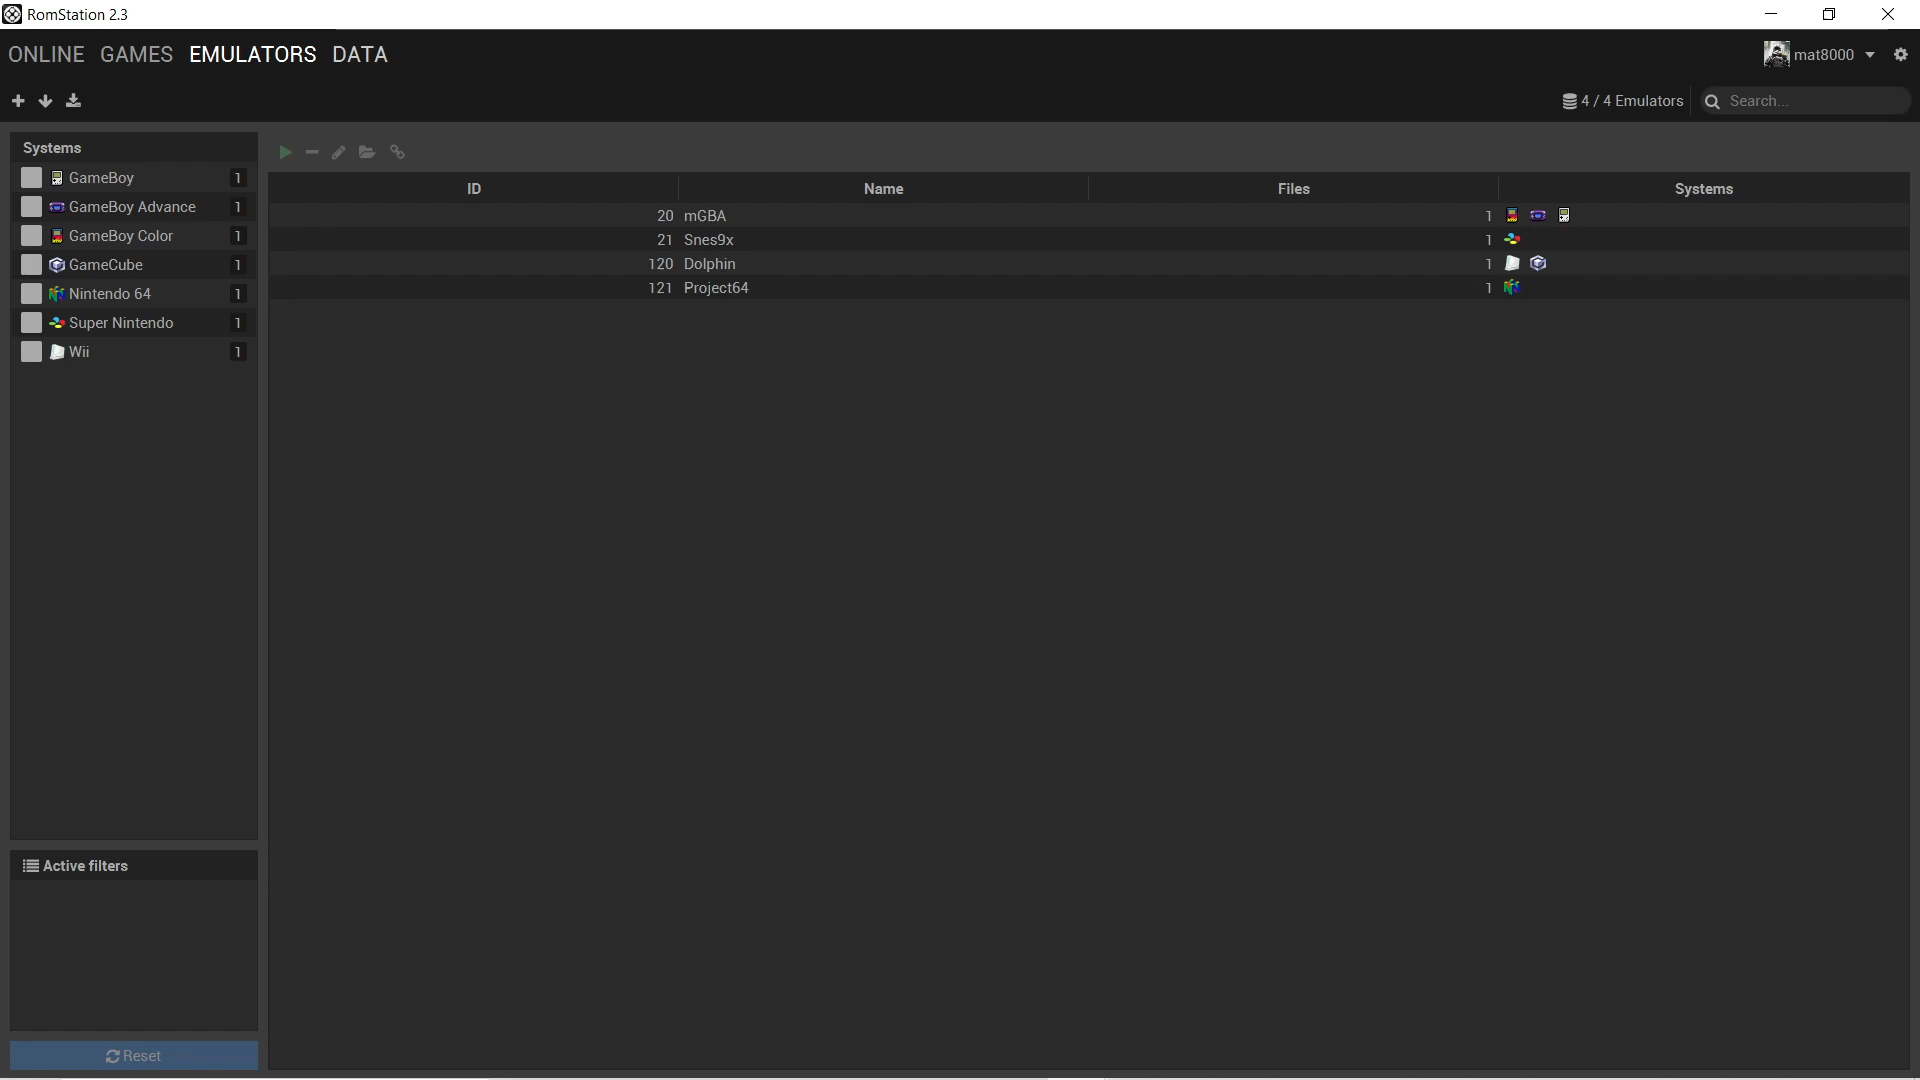 RomStation 2.3
ONLINE GAMES EMULATORS DATA
mat8000
4 / 4 Emulators
Search...
Systems
GameBoy 1
GameBoy Advance 1
GameBoy Color 1
GameCube 1
Nintendo 64 1
Super Nintendo 1
Wii 1
ID Name Files Systems
20 mGBA 1
21 Snes9x 1
120 Dolphin 1
121 Project64 1
Active filters
Reset